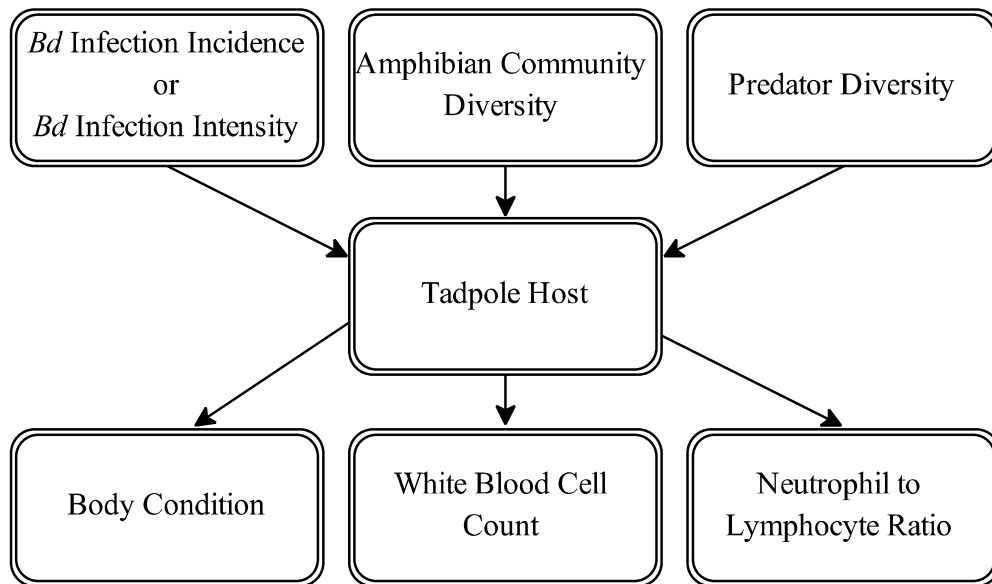 Bd Infection Incidence
or
Bd Infection Intensity
Amphibian Community
Diversity
Predator Diversity
Tadpole Host
Body Condition
White Blood Cell
Count
Neutrophil to
Lymphocyte Ratio